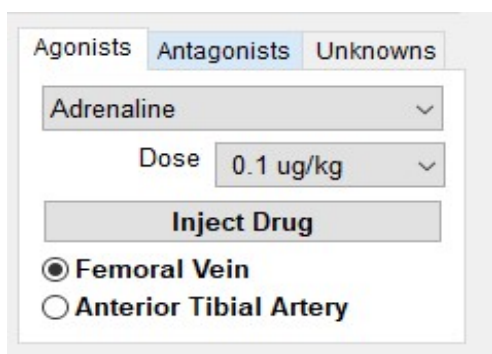 Agonists Antagonists Unknowns
Adrenaline
Dose 0.1 ug/kg
Inject Drug
Femoral Vein
Anterior Tibial Artery